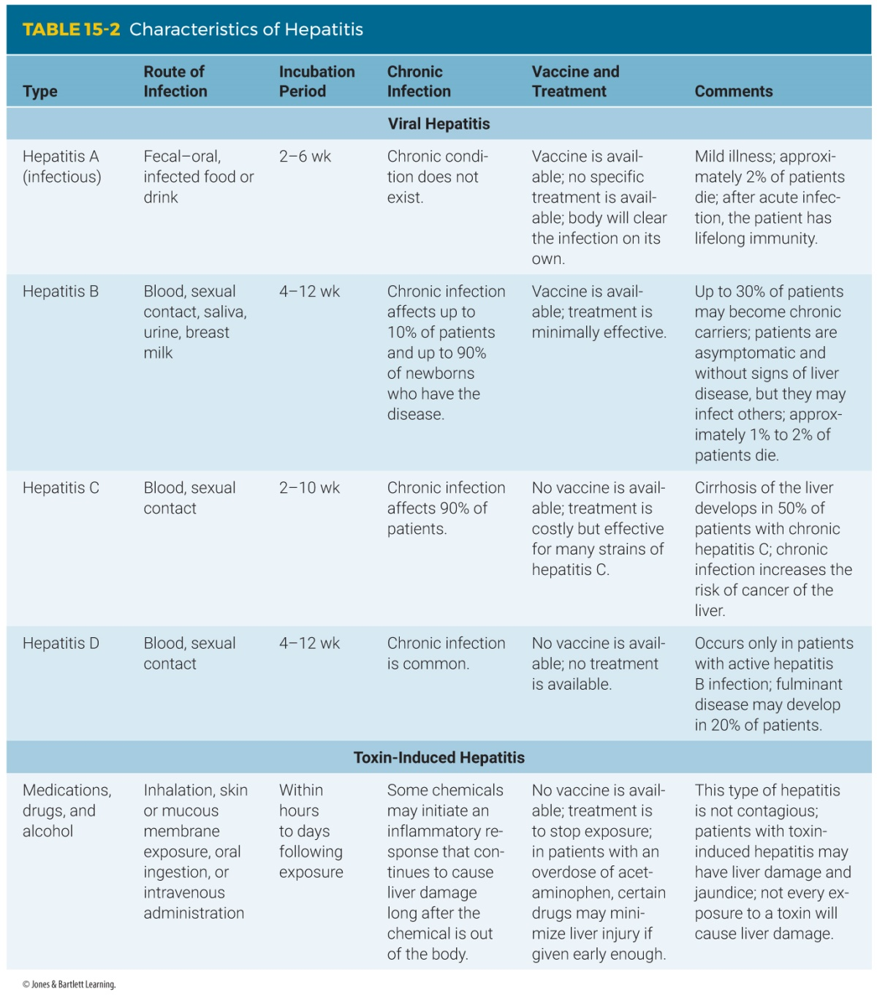 TABLE 15-2 Characteristics of Hepatitis
Type
Route of
Infection
Incubation
Period
Chronic
Infection
Vaccine and
Treatment
Comments
Viral Hepatitis
Hepatitis A
(infectious)
Fecal–oral,
infected food or
drink
2–6 wk
Chronic condi-
tion does not
exist.
Vaccine is avail-
able; no specific
treatment is avail-
able; body will clear
the infection on its
own.
Mild illness; approxi-
mately 2% of patients
die; after acute infec-
tion, the patient has
lifelong immunity.
Hepatitis B
Blood, sexual
contact, saliva,
urine, breast
milk
4–12 wk
Chronic infection
affects up to
10% of patients
and up to 90%
of newborns
who have the
disease.
Vaccine is avail-
able; treatment is
minimally effective.
Up to 30% of patients
may become chronic
carriers; patients are
asymptomatic and
without signs of liver
disease, but they may
infect others; approx-
imately 1% to 2% of
patients die.
Hepatitis C
Blood, sexual
contact
2–10 wk
Chronic infection
affects 90% of
patients.
No vaccine is avail-
able; treatment is
costly but effective
for many strains of
hepatitis C.
Cirrhosis of the liver
develops in 50% of
patients with chronic
hepatitis C; chronic
infection increases the
risk of cancer of the
liver.
Hepatitis D
Blood, sexual
contact
4–12 wk
Chronic infection
is common.
No vaccine is avail-
able; no treatment
is available.
Occurs only in patients
with active hepatitis
B infection; fulminant
disease may develop
in 20% of patients.
Toxin-Induced Hepatitis
Medications,
drugs, and
alcohol
Inhalation, skin
or mucous
membrane
exposure, oral
ingestion, or
intravenous
administration
Within
hours
to days
following
exposure
Some chemicals
may initiate an
inflammatory re-
sponse that con-
tinues to cause
liver damage
long after the
chemical is out
of the body.
No vaccine is avail-
able; treatment is
to stop exposure;
in patients with an
overdose of acet-
aminophen, certain
drugs may mini-
mize liver injury if
given early enough.
This type of hepatitis
is not contagious;
patients with toxin-
induced hepatitis may
have liver damage and
jaundice; not every ex-
posure to a toxin will
cause liver damage.
© Jones & Bartlett Learning.